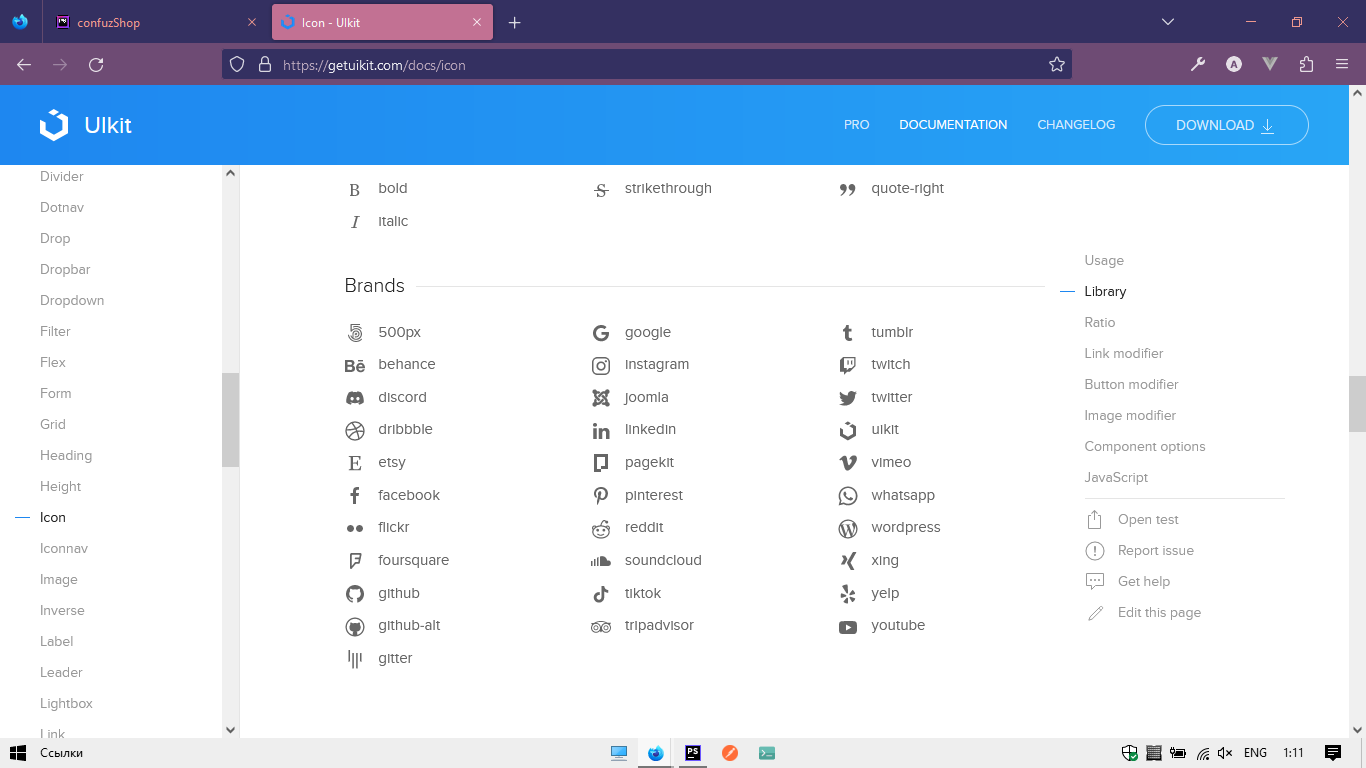 confuzShop
Icon - UIkit
https://getuikit.com/docs/icon
UIkit
PRO
DOCUMENTATION
CHANGELOG
DOWNLOAD
Divider
Dotnav
Drop
Dropbar
Dropdown
Filter
Flex
Form
Grid
Heading
Height
Icon
Iconnav
Image
Inverse
Label
Leader
Lightbox
Link
bold
strikethrough
quote-right
italic
Brands
500px
google
tumblr
behance
instagram
twitch
discord
joomla
twitter
dribbble
linkedin
uikit
etsy
pagekit
vimeo
facebook
pinterest
whatsapp
flickr
reddit
wordpress
foursquare
soundcloud
xing
github
tiktok
yelp
github-alt
tripadvisor
youtube
gitter
Usage
Library
Ratio
Link modifier
Button modifier
Image modifier
Component options
JavaScript
Open test
Report issue
Get help
Edit this page
Ссылки
ENG
1:11